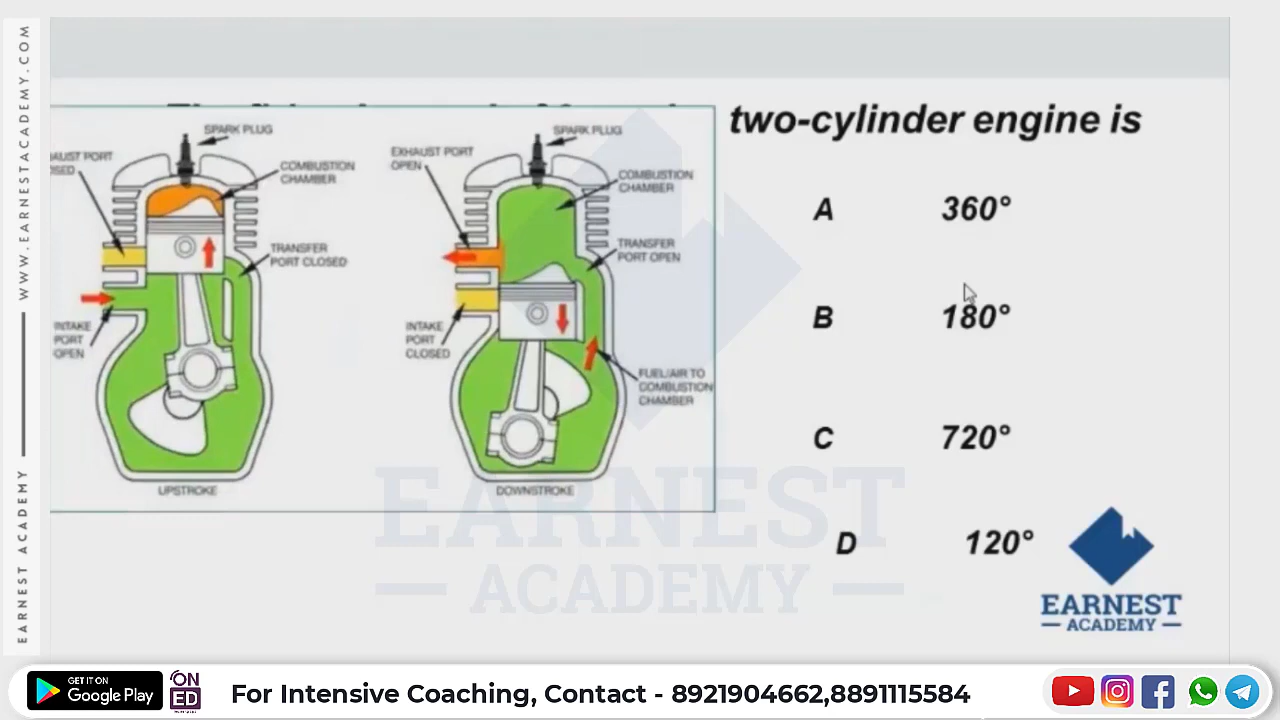 WWW.EARNESTACADEMY.COM
EARNEST ACADEMY
two-cylinder engine is
A 360°
B 180°
C 720°
D 120°
SPARK PLUG
COMBUSTION
CHAMBER
TRANSFER
PORT CLOSED
INTAKE
PORT
OPEN
UPSTROKE
SPARK PLUG
EXHAUST PORT
OPEN
COMBUSTION
CHAMBER
TRANSFER
PORT OPEN
INTAKE
PORT
CLOSED
FUEL/AIR TO
COMBUSTION
CHAMBER
DOWNSTROKE
EARNEST
ACADEMY
EARNEST
ACADEMY
GET IT ON
Google Play
ON
ED
For Intensive Coaching, Contact - 8921904662,8891115584